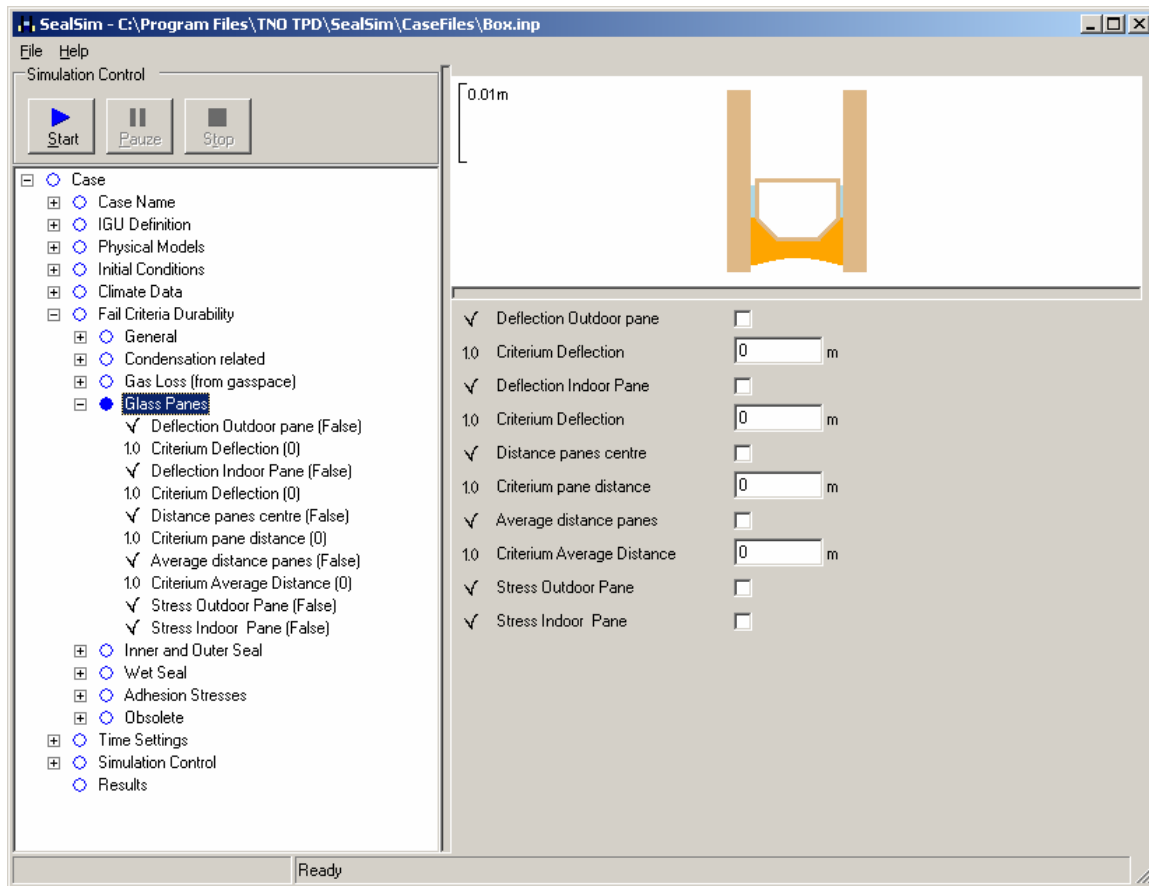 SealSim - C:\Program Files\TNO TPD\SealSim\CaseFiles\Box.inp
File Help
Simulation Control
Start Pauze Stop
Case
Case Name
IGU Definition
Physical Models
Initial Conditions
Climate Data
Fail Criteria Durability
General
Condensation related
Gas Loss (from gasspace)
Glass Panes
Deflection Outdoor pane (False)
1.0 Criterium Deflection (0)
Deflection Indoor Pane (False)
1.0 Criterium Deflection (0)
Distance panes centre (False)
1.0 Criterium pane distance (0)
Average distance panes (False)
1.0 Criterium Average Distance (0)
Stress Outdoor Pane (False)
Stress Indoor Pane (False)
Inner and Outer Seal
Wet Seal
Adhesion Stresses
Obsolete
Time Settings
Simulation Control
Results
0.01m
Deflection Outdoor pane
1.0 Criterium Deflection 0 m
Deflection Indoor Pane
1.0 Criterium Deflection 0 m
Distance panes centre
1.0 Criterium pane distance 0 m
Average distance panes
1.0 Criterium Average Distance 0 m
Stress Outdoor Pane
Stress Indoor Pane
Ready